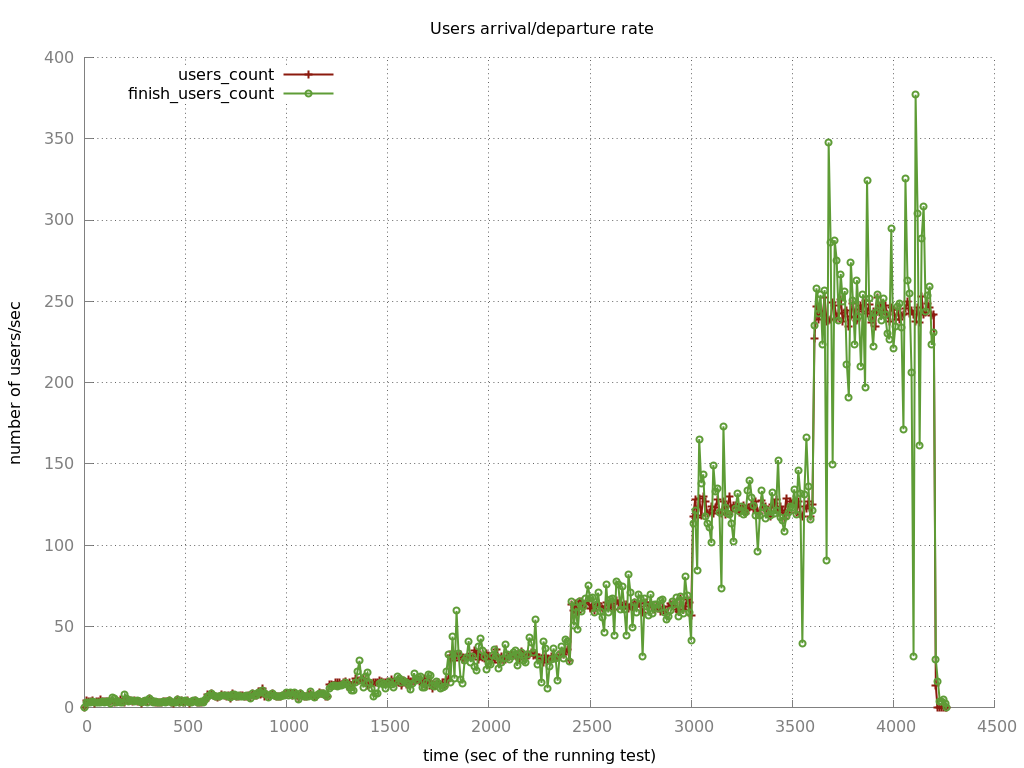 Users arrival/departure rate
users_count
finish_users_count
400
350
300
250
200
150
100
50
0
number of users/sec
0 500 1000 1500 2000 2500 3000 3500 4000 4500
time (sec of the running test)